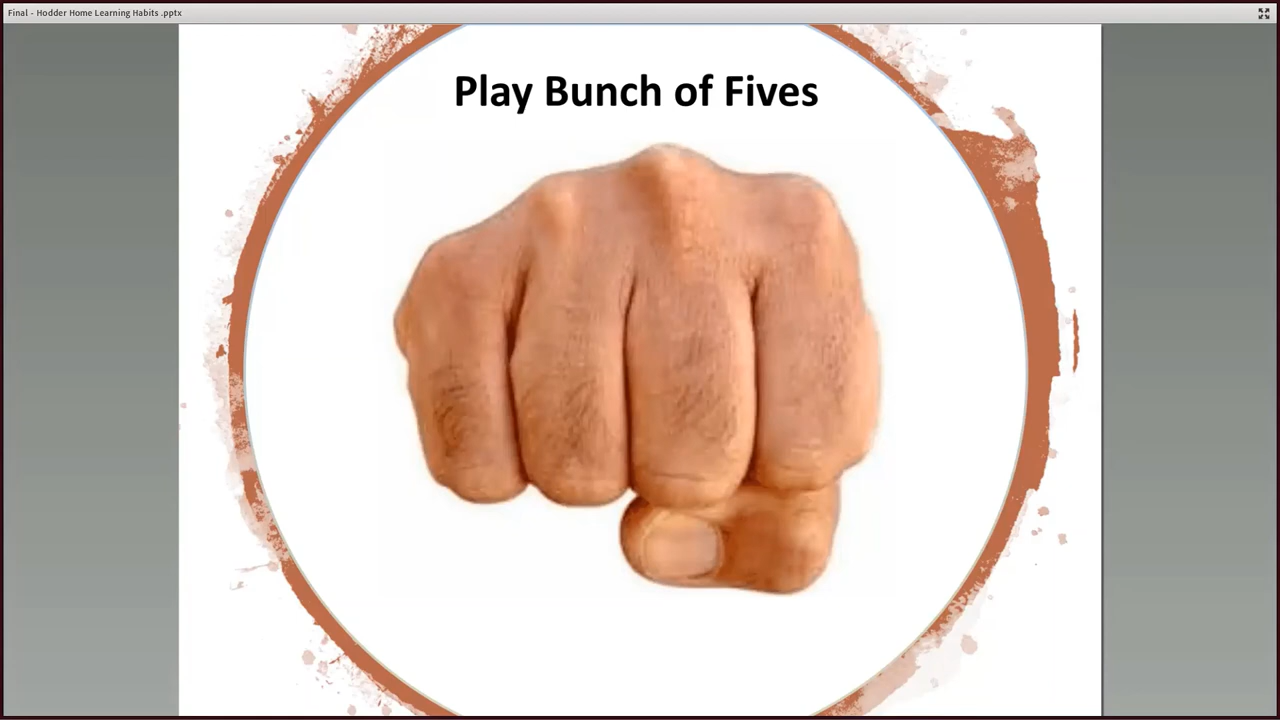 Final - Hodder Home Learning Habits .pptx
Play Bunch of Fives